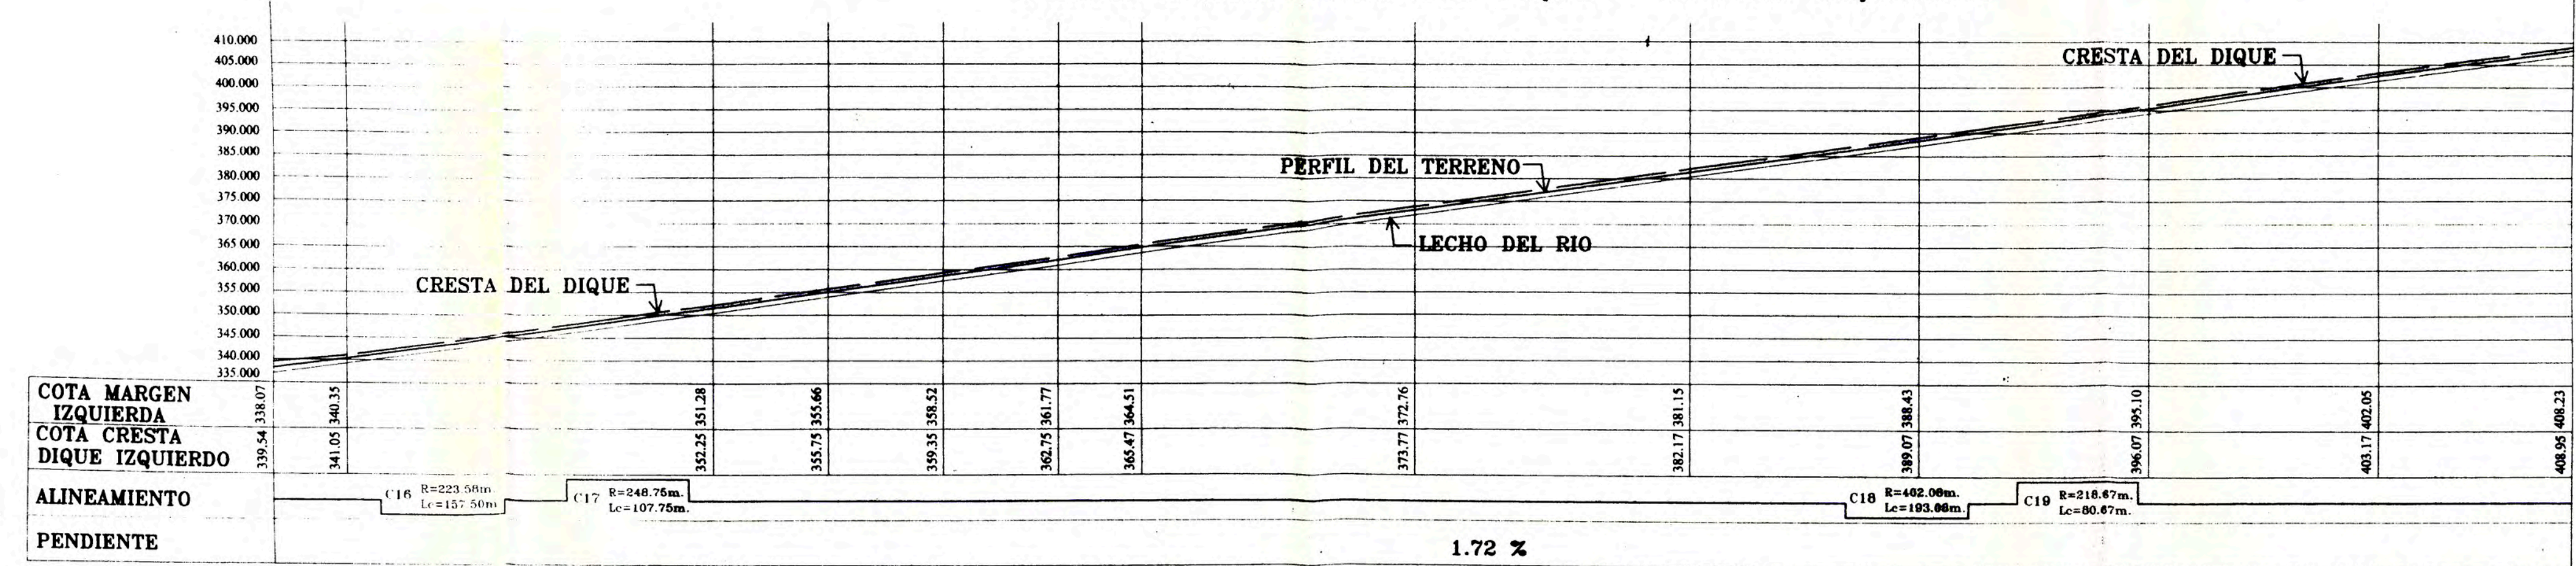 410.000
405.000
400.000
395.000
390.000
385.000
380.000
375.000
370.000
365.000
360.000
355.000
350.000
345.000
340.000
335.000
CRESTA DEL DIQUE
PERFIL DEL TERRENO
LECHO DEL RIO
CRESTA DEL DIQUE
COTA MARGEN
IZQUIERDA
338.07 340.35 351.28 355.66 358.52 361.77 364.51 372.76 381.15 388.43 395.10 402.05 408.23
COTA CRESTA
DIQUE IZQUIERDO
339.54 341.05 352.25 355.75 359.35 362.75 365.47 373.77 382.17 389.07 396.07 403.17 408.95
ALINEAMIENTO
C16 R=223.58m.
Lc=157.50m
C17 R=248.75m.
Lc=107.75m.
C18 R=402.06m.
Lc=193.06m.
C19 R=218.67m.
Lc=80.67m.
PENDIENTE
1.72 %